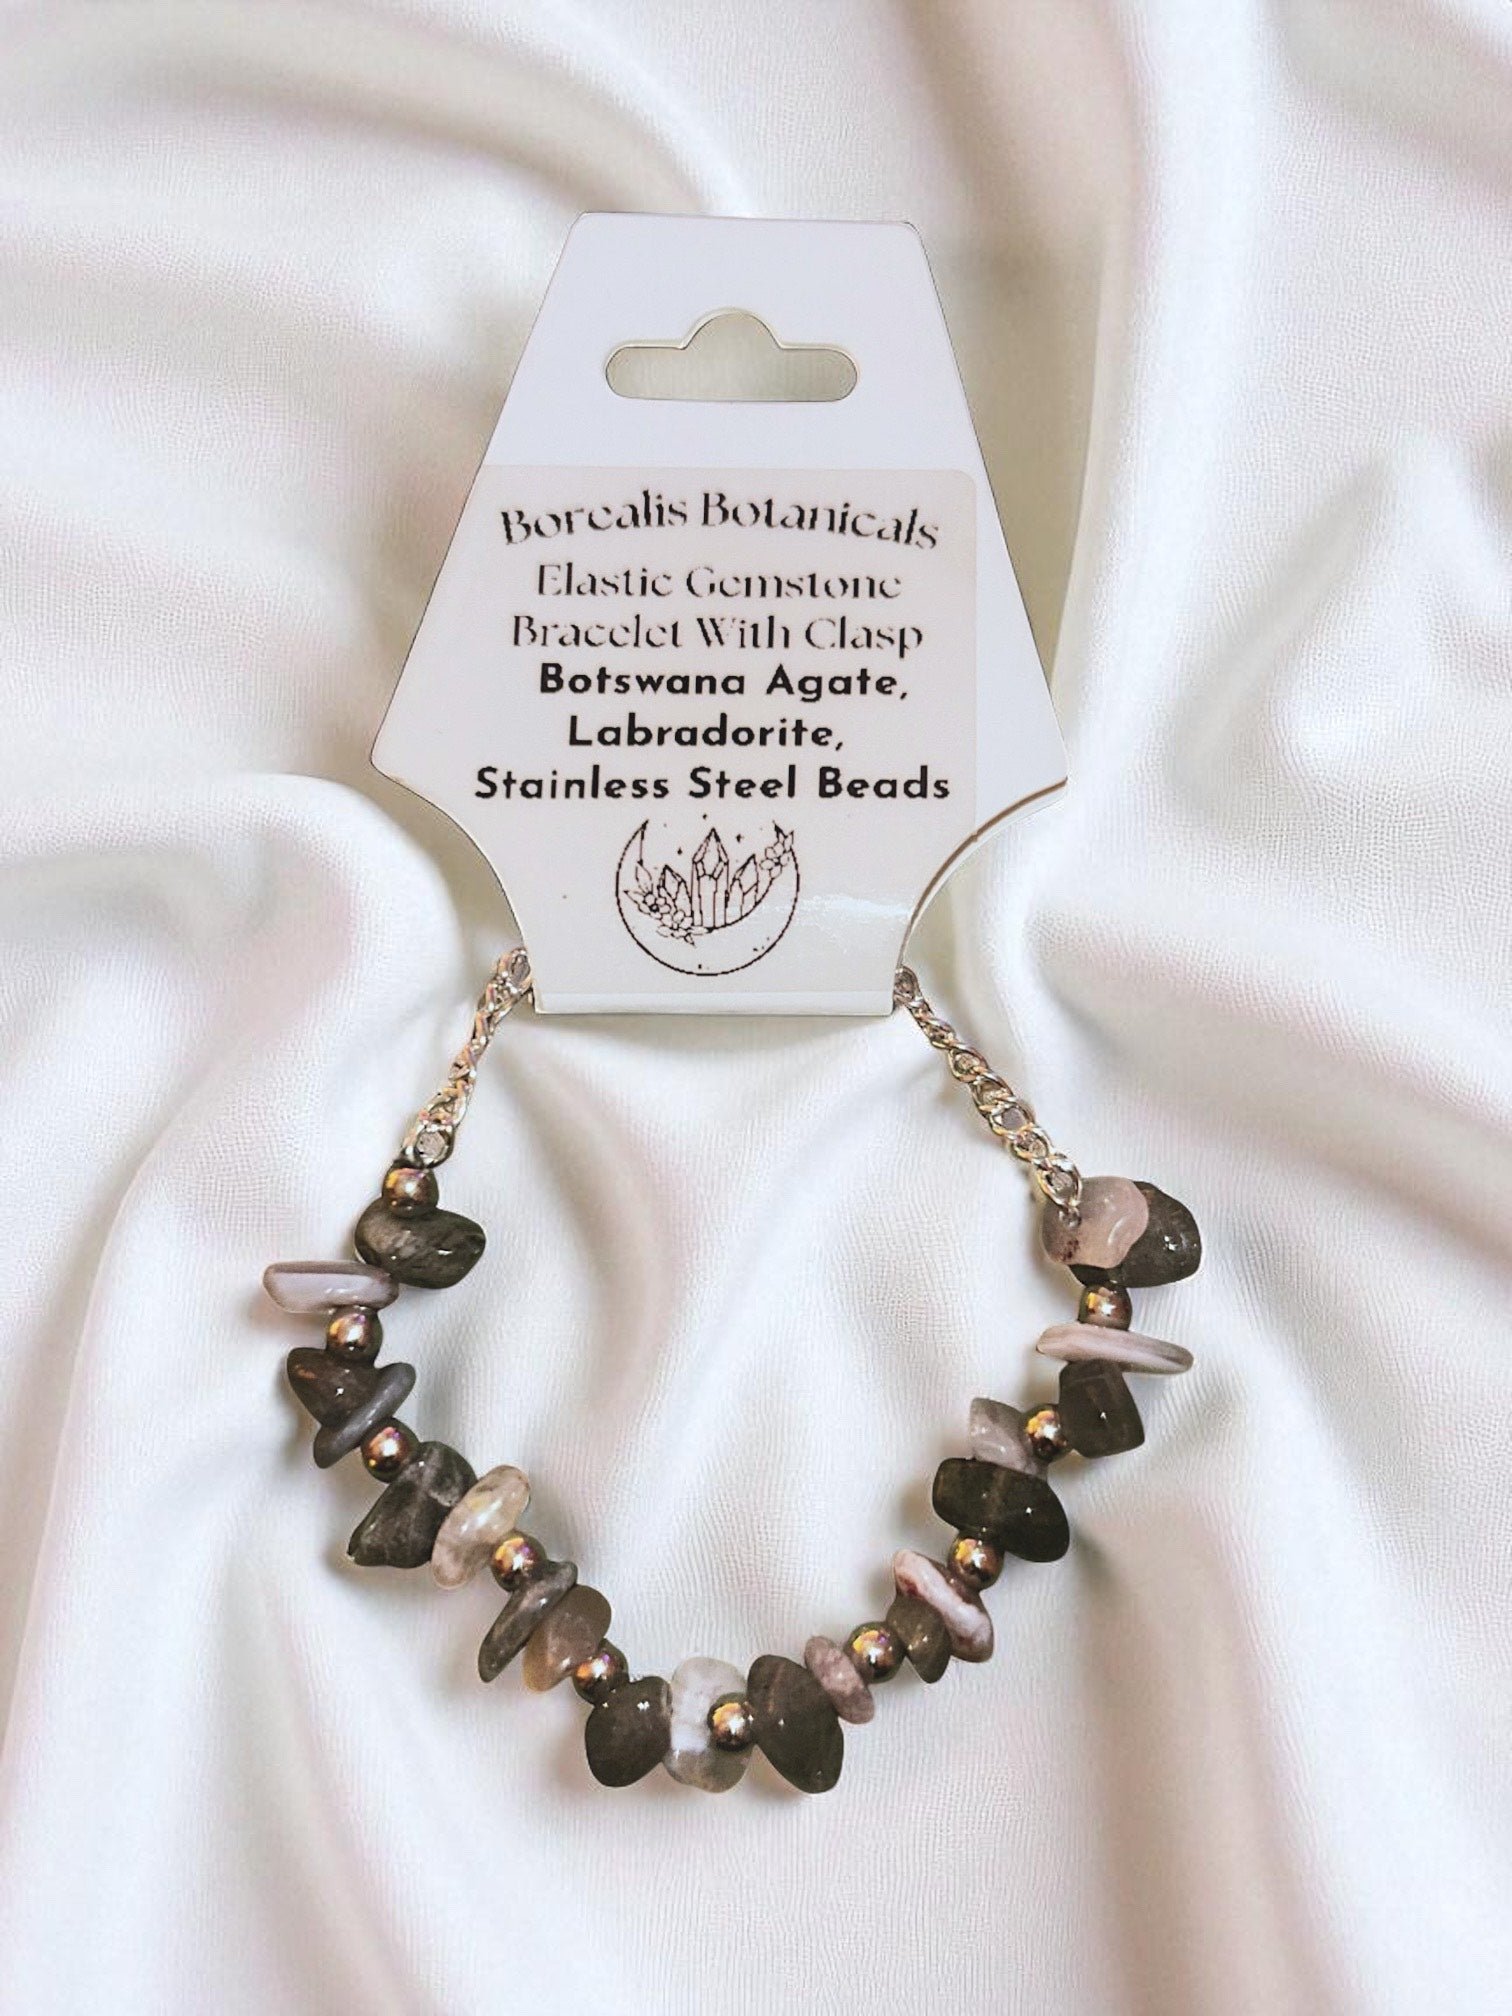 Borealis Botanicals
Elastic Gemstone
Bracelet With Clasp
Botswana Agate,
Labradorite,
Stainless Steel Beads